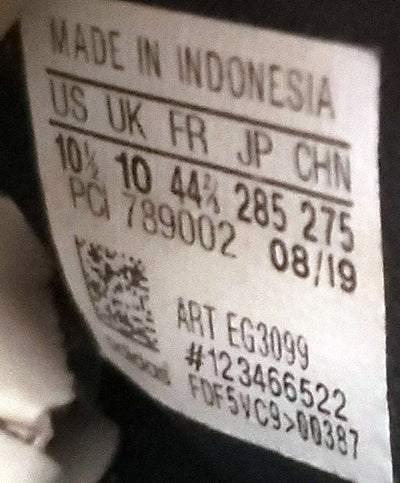 MADE IN INDONESIA
US UK FR JP CHN
10½ 10 44⅔ 285 275
PCI 789002 08/19
ART EG3099
#123466522
FDF5VC9>00387